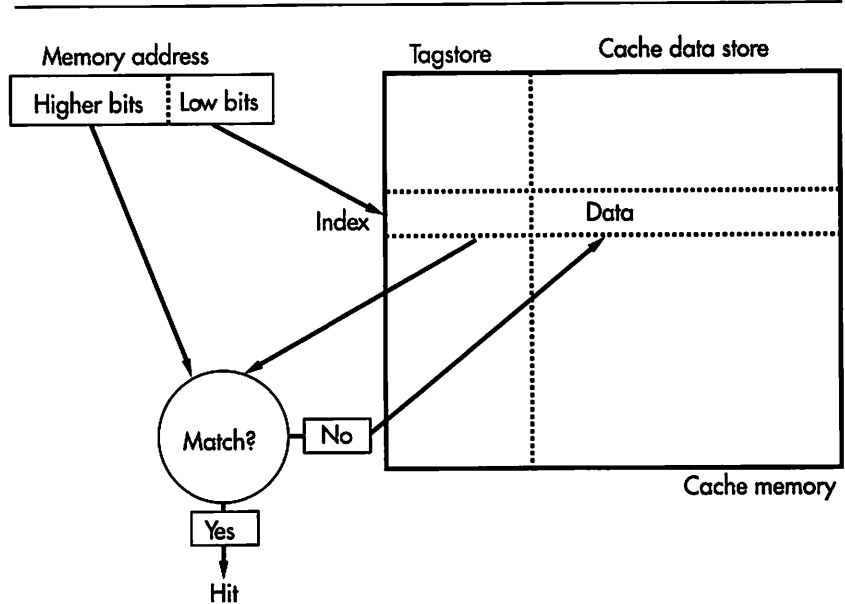 Memory address
Tagstore
Cache data store
Higher bits
Low bits
Index
Data
Match?
No
Cache memory
Yes
Hit